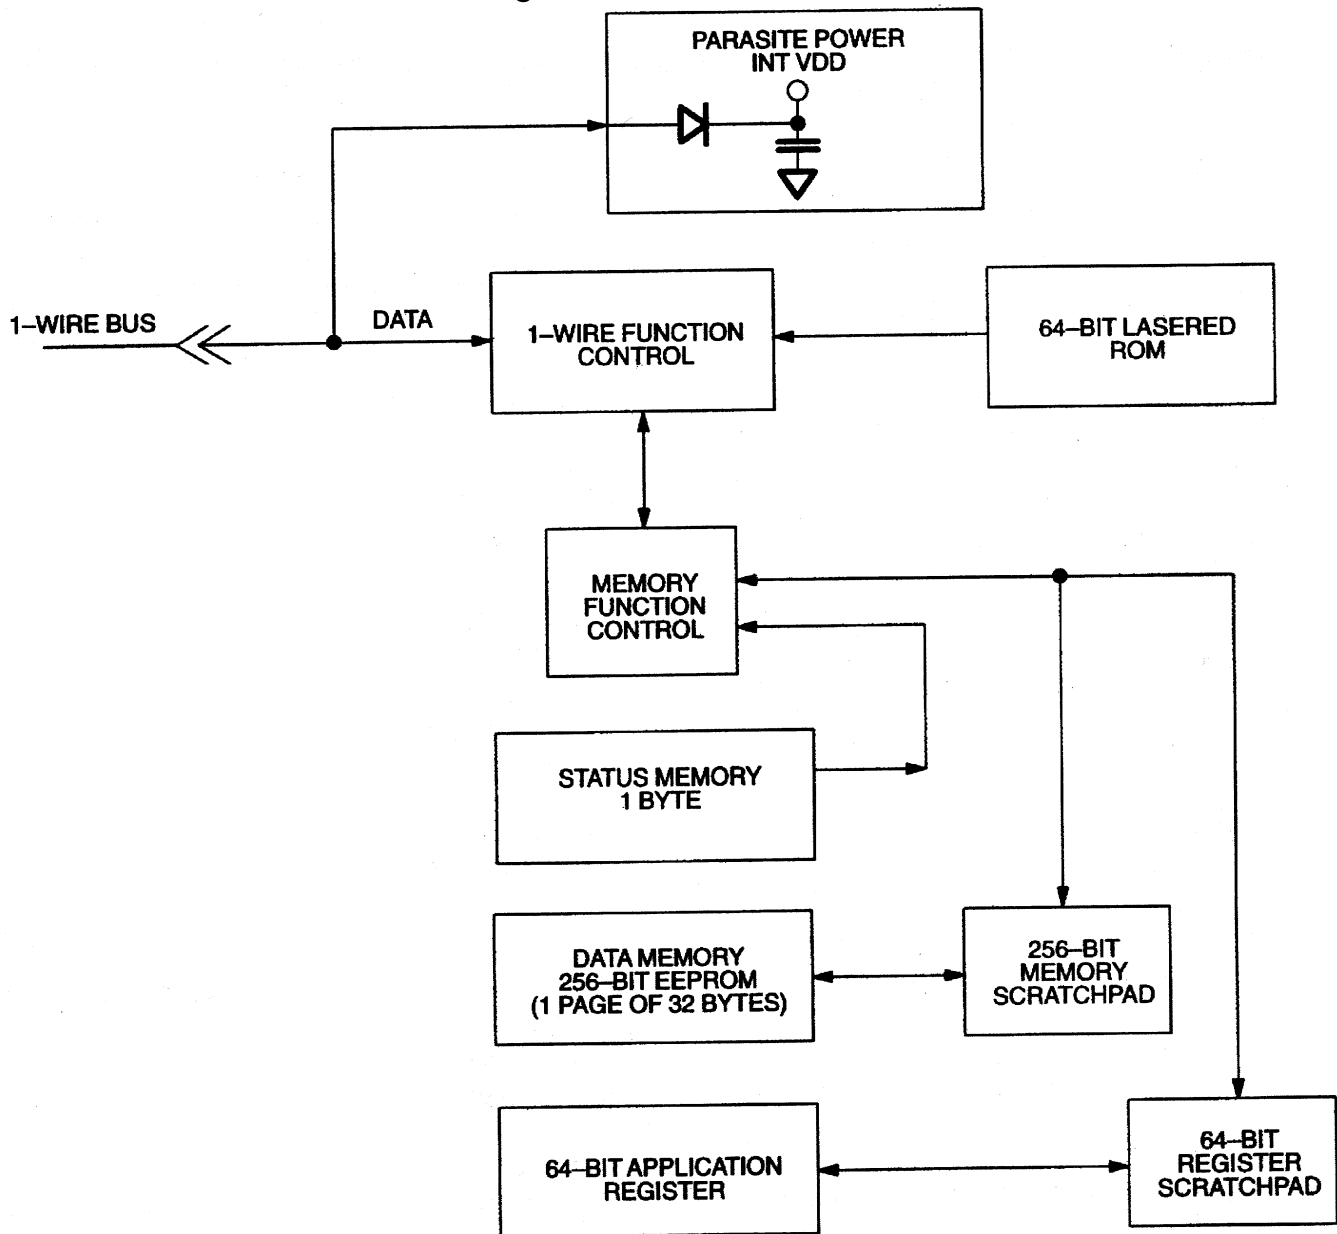 PARASITE POWER
INT VDD
1–WIRE BUS
DATA
1–WIRE FUNCTION
CONTROL
64–BIT LASERED
ROM
MEMORY
FUNCTION
CONTROL
STATUS MEMORY
1 BYTE
DATA MEMORY
256–BIT EEPROM
(1 PAGE OF 32 BYTES)
256–BIT
MEMORY
SCRATCHPAD
64–BIT APPLICATION
REGISTER
64–BIT
REGISTER
SCRATCHPAD